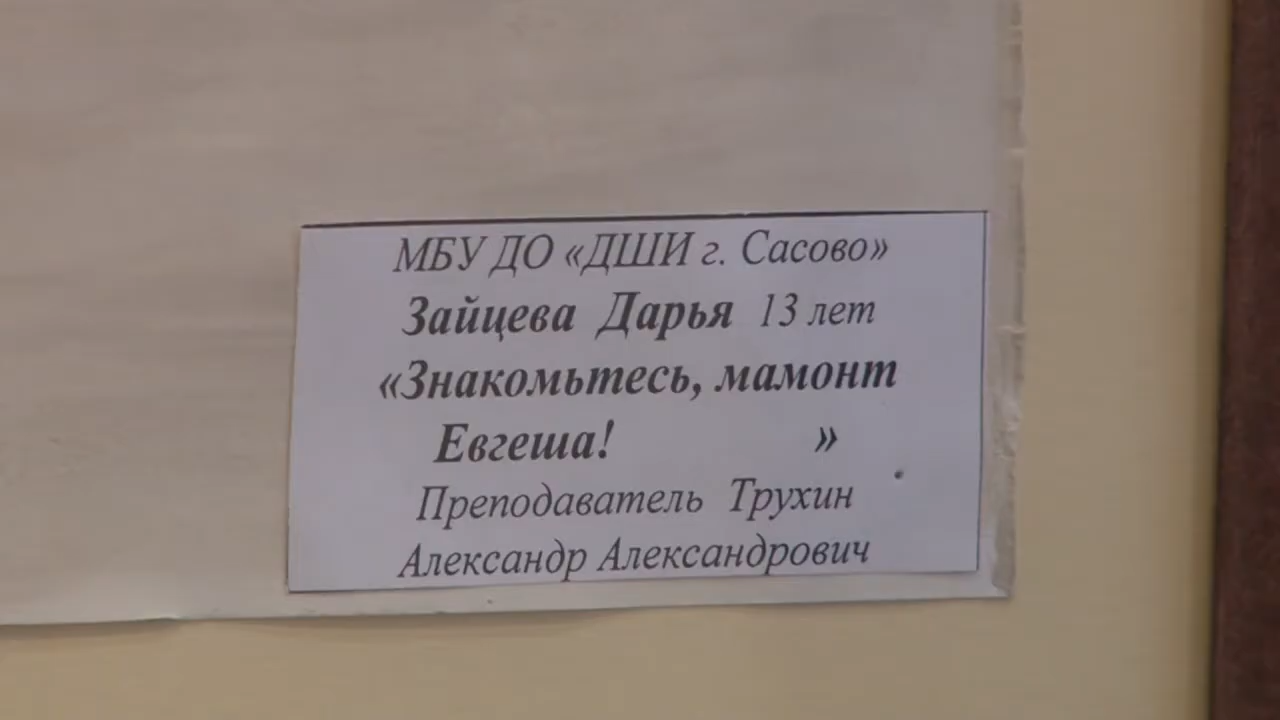 МБУ ДО «ДШИ г. Сасово»
Зайцева Дарья 13 лет
«Знакомьтесь, мамонт
Евгеша! »
Преподаватель Трухин
Александр Александрович